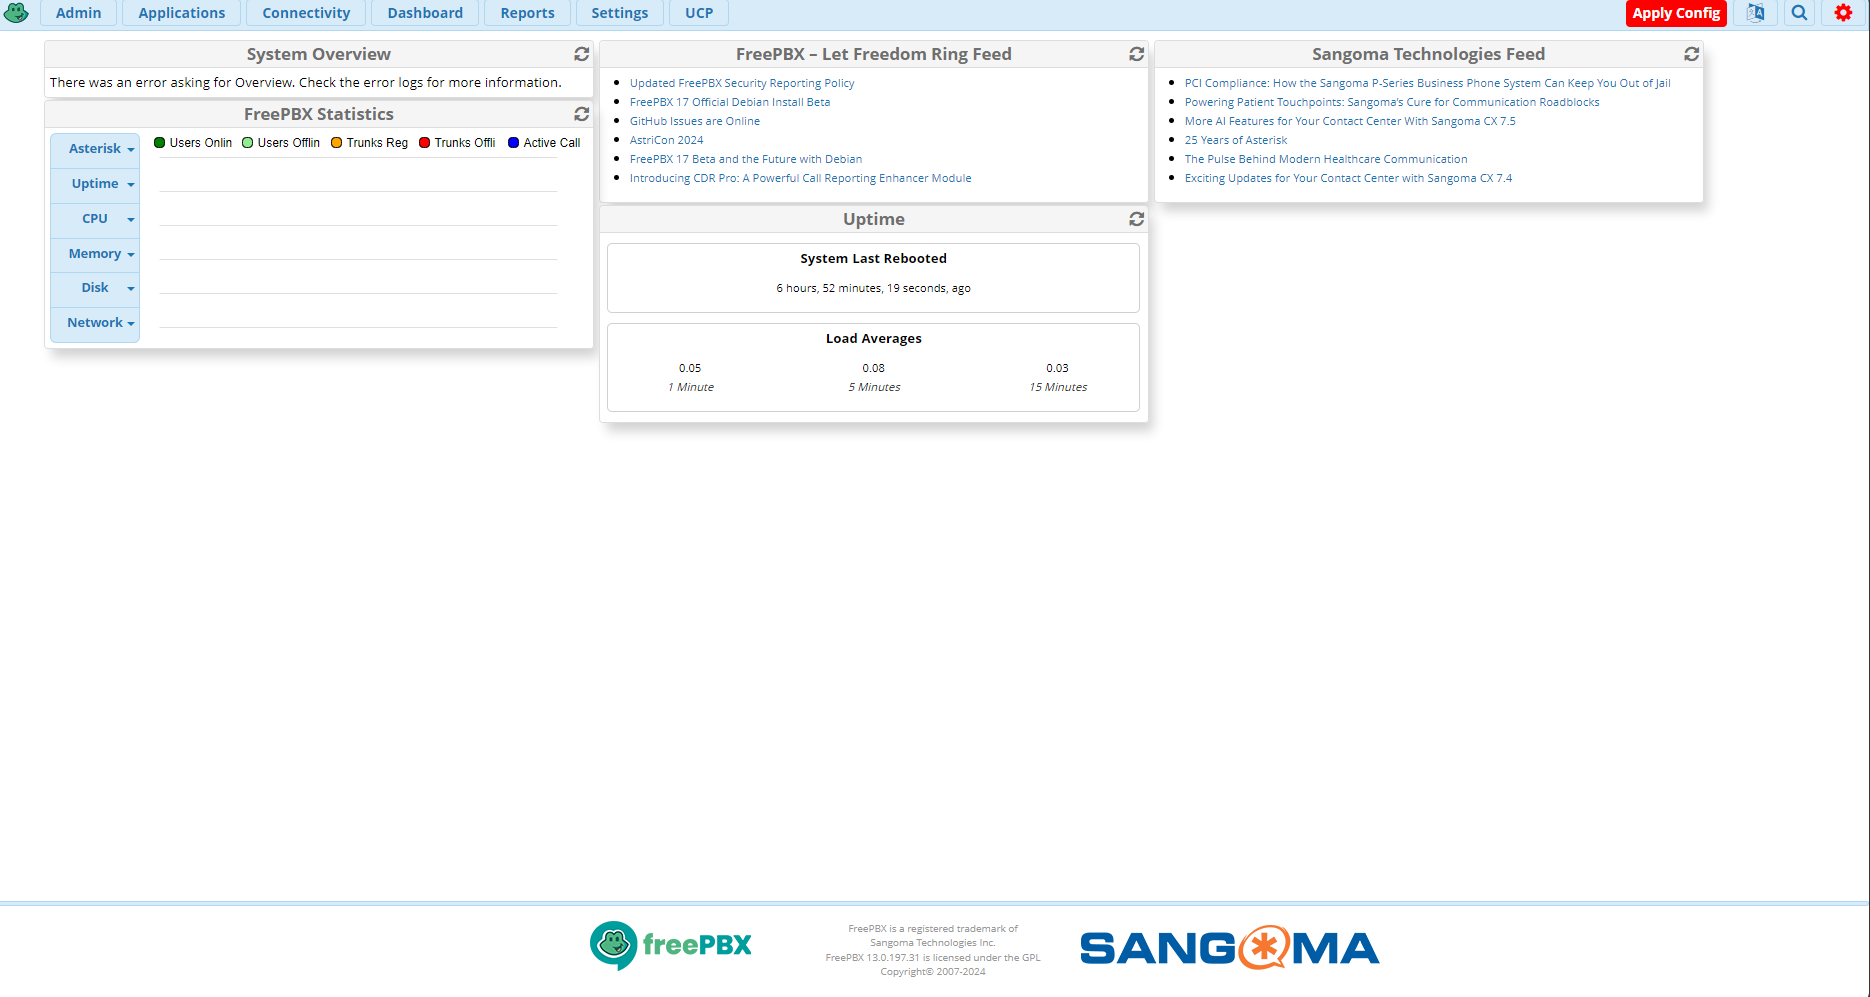 Admin
Applications
Connectivity
Dashboard
Reports
Settings
UCP
Apply Config
System Overview
There was an error asking for Overview. Check the error logs for more information.
FreePBX Statistics
Asterisk
Uptime
CPU
Memory
Disk
Network
Users Onlin
Users Offlin
Trunks Reg
Trunks Offli
Active Call
FreePBX – Let Freedom Ring Feed
Updated FreePBX Security Reporting Policy
FreePBX 17 Official Debian Install Beta
GitHub Issues are Online
AstriCon 2024
FreePBX 17 Beta and the Future with Debian
Introducing CDR Pro: A Powerful Call Reporting Enhancer Module
Uptime
System Last Rebooted
6 hours, 52 minutes, 19 seconds, ago
Load Averages
0.05 0.08 0.03
1 Minute 5 Minutes 15 Minutes
Sangoma Technologies Feed
PCI Compliance: How the Sangoma P-Series Business Phone System Can Keep You Out of Jail
Powering Patient Touchpoints: Sangoma's Cure for Communication Roadblocks
More AI Features for Your Contact Center With Sangoma CX 7.5
25 Years of Asterisk
The Pulse Behind Modern Healthcare Communication
Exciting Updates for Your Contact Center with Sangoma CX 7.4
freePBX
FreePBX is a registered trademark of
Sangoma Technologies Inc.
FreePBX 13.0.197.31 is licensed under the GPL
Copyright© 2007-2024
SANGOMA